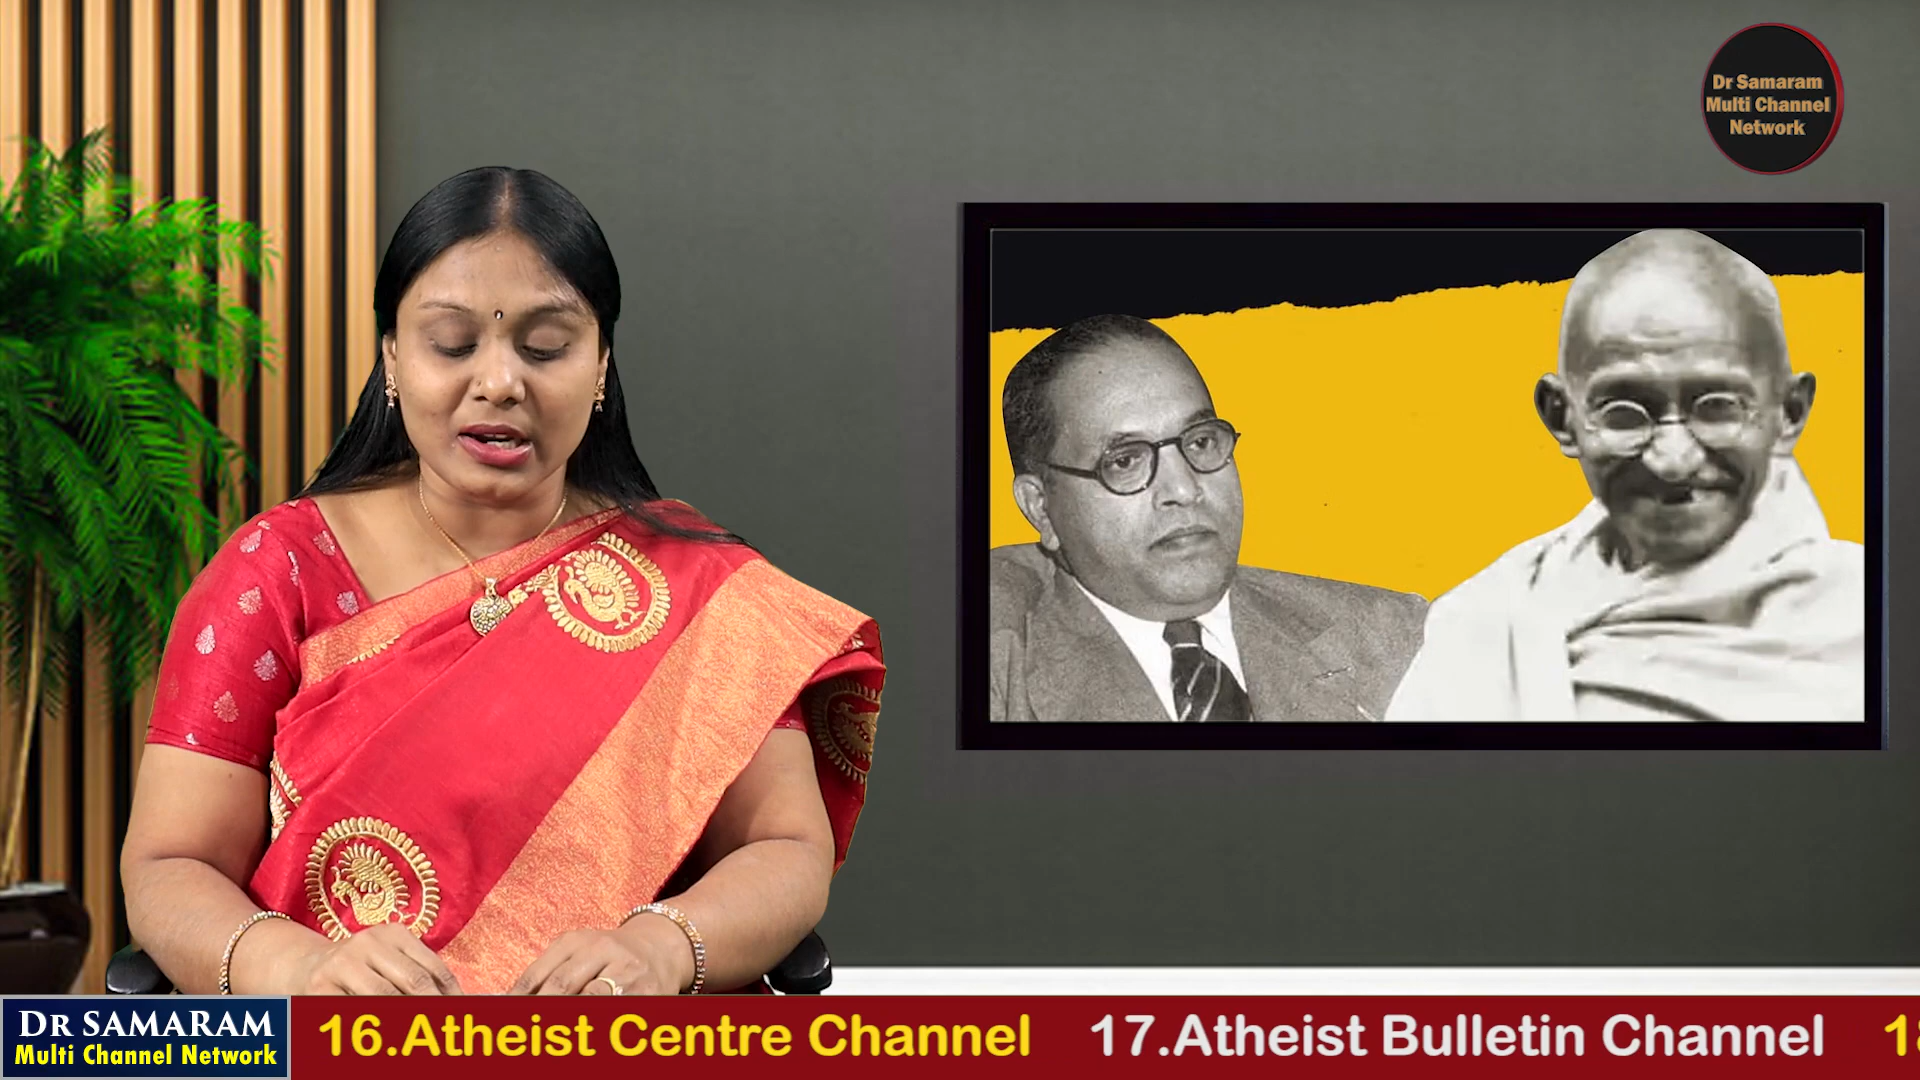 Dr Samaram
Multi Channel
Network
DR SAMARAM
Multi Channel Network
16.Atheist Centre Channel 17.Atheist Bulletin Channel